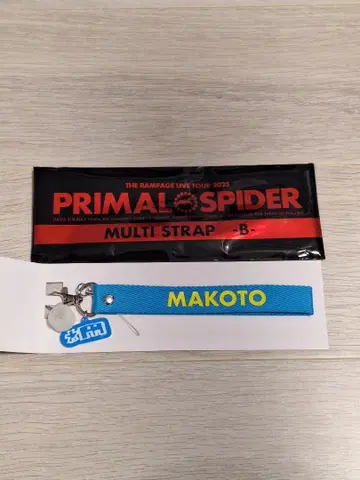 THE RAMPAGE LIVE TOUR 2025
PRIMAL SPIDER
MULTI STRAP -B-
MAKOTO